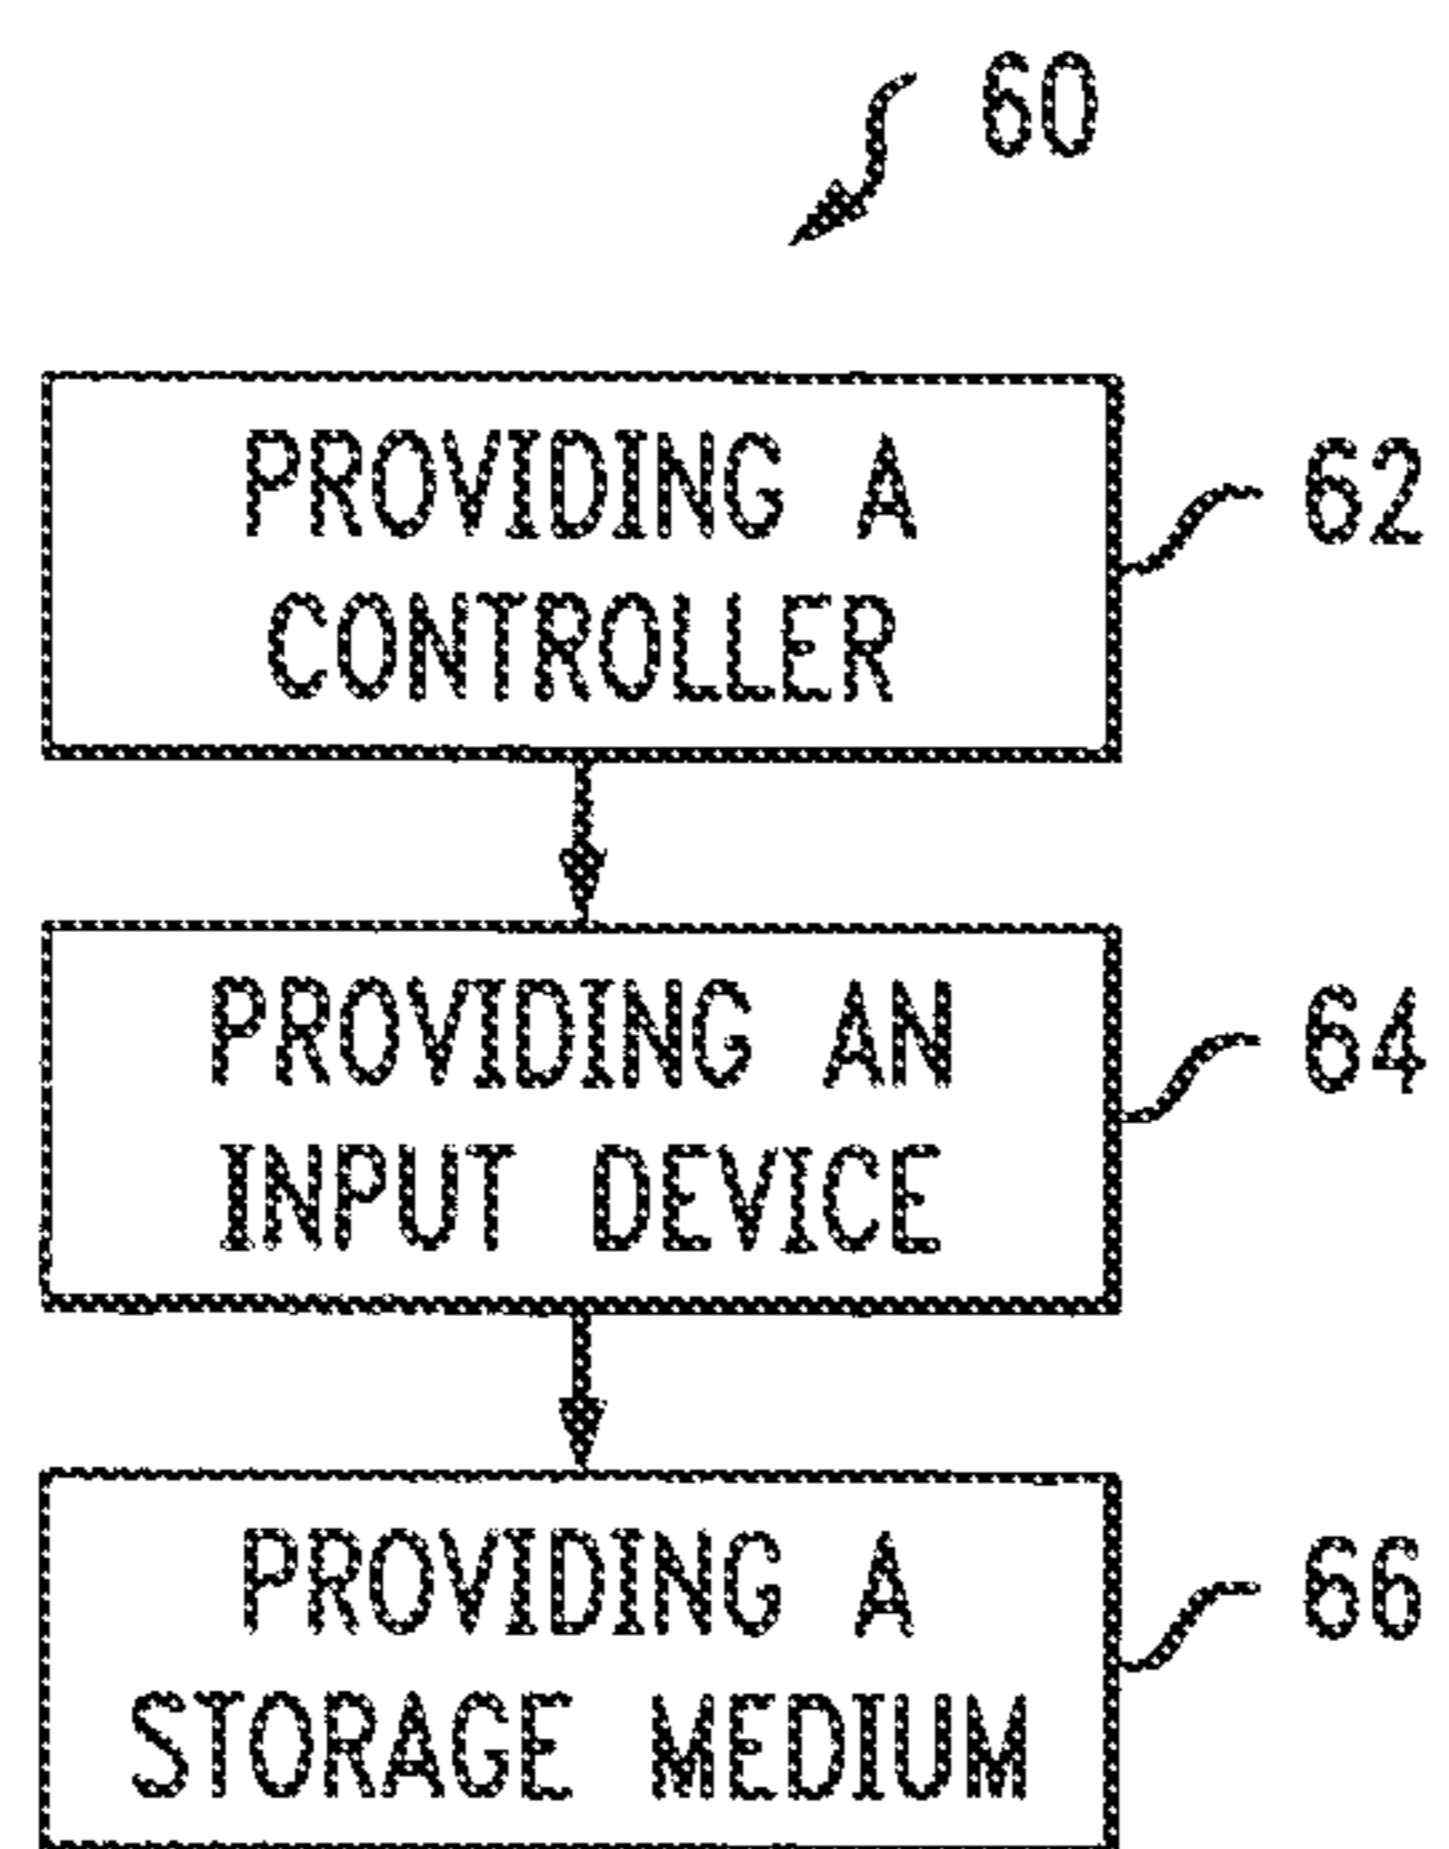 60
PROVIDING A
CONTROLLER
62
PROVIDING AN
INPUT DEVICE
64
PROVIDING A
STORAGE MEDIUM
66